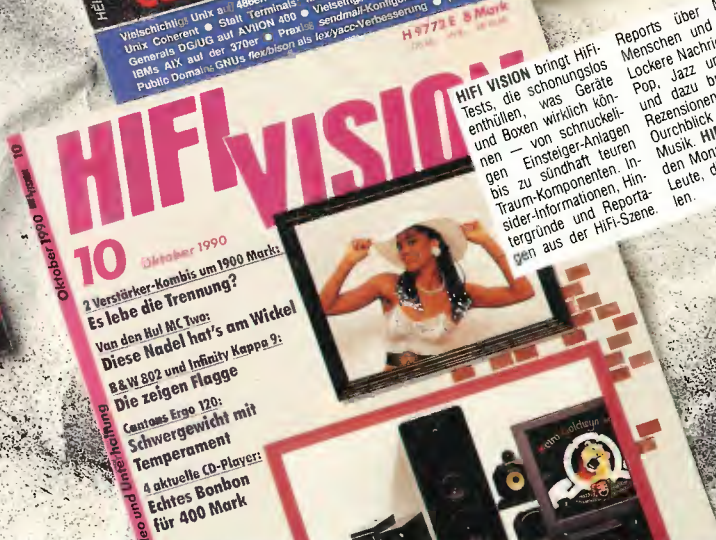 Vielschichtig: Unix auf
Unix Coherent • Statt Terminals
Generals DG/UG auf AVIION 400 • Vielseitig
IBMs AIX auf der 370er • Praxis: sendmail-Konfigu
Public Domain: GNUs flex/bison als lex/yacc-Verbesserung •
H 9773 E 8 Mark
HIFI VISION
10
Oktober 1990
2 Verstärker-Kombis um 1900 Mark:
Es lebe die Trennung?
Van den Hul MC Two:
Diese Nadel hat's am Wickel
B&W 802 und Infinity Kappa 9:
Die zeigen Flagge
Cantons Ergo 120:
Schwergewicht mit
Temperament
4 aktuelle CD-Player:
Echtes Bonbon
für 400 Mark
Oktober 1990 10
deo und Unterhaltung
HIFI VISION bringt HiFi-
Tests, die schonungslos
enthüllen, was Geräte
und Boxen wirklich kön-
nen — von schnuckeli-
gen Einsteiger-Anlagen
bis zu sündhaft teuren
Traum-Komponenten. In-
sider-Informationen, Hin-
tergründe und Reporta-
gen aus der HiFi-Szene.
Reports über
Menschen und
Lockere Nachri
Pop, Jazz un
und dazu b
Rezensionen
Durchblick
Musik. HI
den Mon
Leute, d
len.